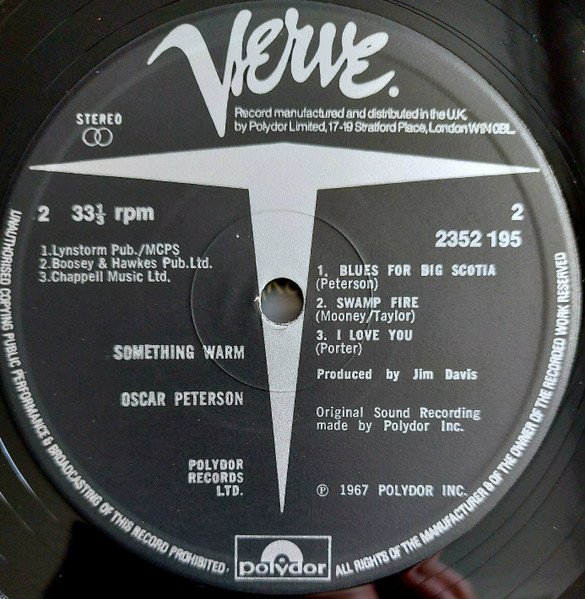 Verve.
Record manufactured and distributed in the U.K.
by Polydor Limited, 17-19 Stratford Place, London W1N 0BL.
STEREO
2 33⅓ rpm
2
2352 195
1.Lynstorm Pub./MCPS
2.Boosey & Hawkes Pub.Ltd.
3.Chappell Music Ltd.
1. BLUES FOR BIG SCOTIA
(Peterson)
2. SWAMP FIRE
(Mooney/Taylor)
3. I LOVE YOU
(Porter)
SOMETHING WARM
Produced by Jim Davis
OSCAR PETERSON
Original Sound Recording
made by Polydor Inc.
POLYDOR
RECORDS
LTD.
℗ 1967 POLYDOR INC.
polydor
UNAUTHORISED COPYING PUBLIC PERFORMANCE & BROADCASTING OF THIS RECORD PROHIBITED.
ALL RIGHTS OF THE MANUFACTURER & OF THE OWNER OF THE RECORDED WORK RESERVED